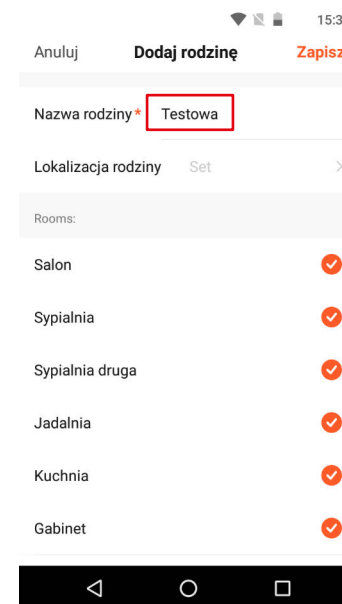 15:3
Anuluj Dodaj rodzinę Zapisz
Nazwa rodziny* Testowa
Lokalizacja rodziny Set
Rooms:
Salon
Sypialnia
Sypialnia druga
Jadalnia
Kuchnia
Gabinet